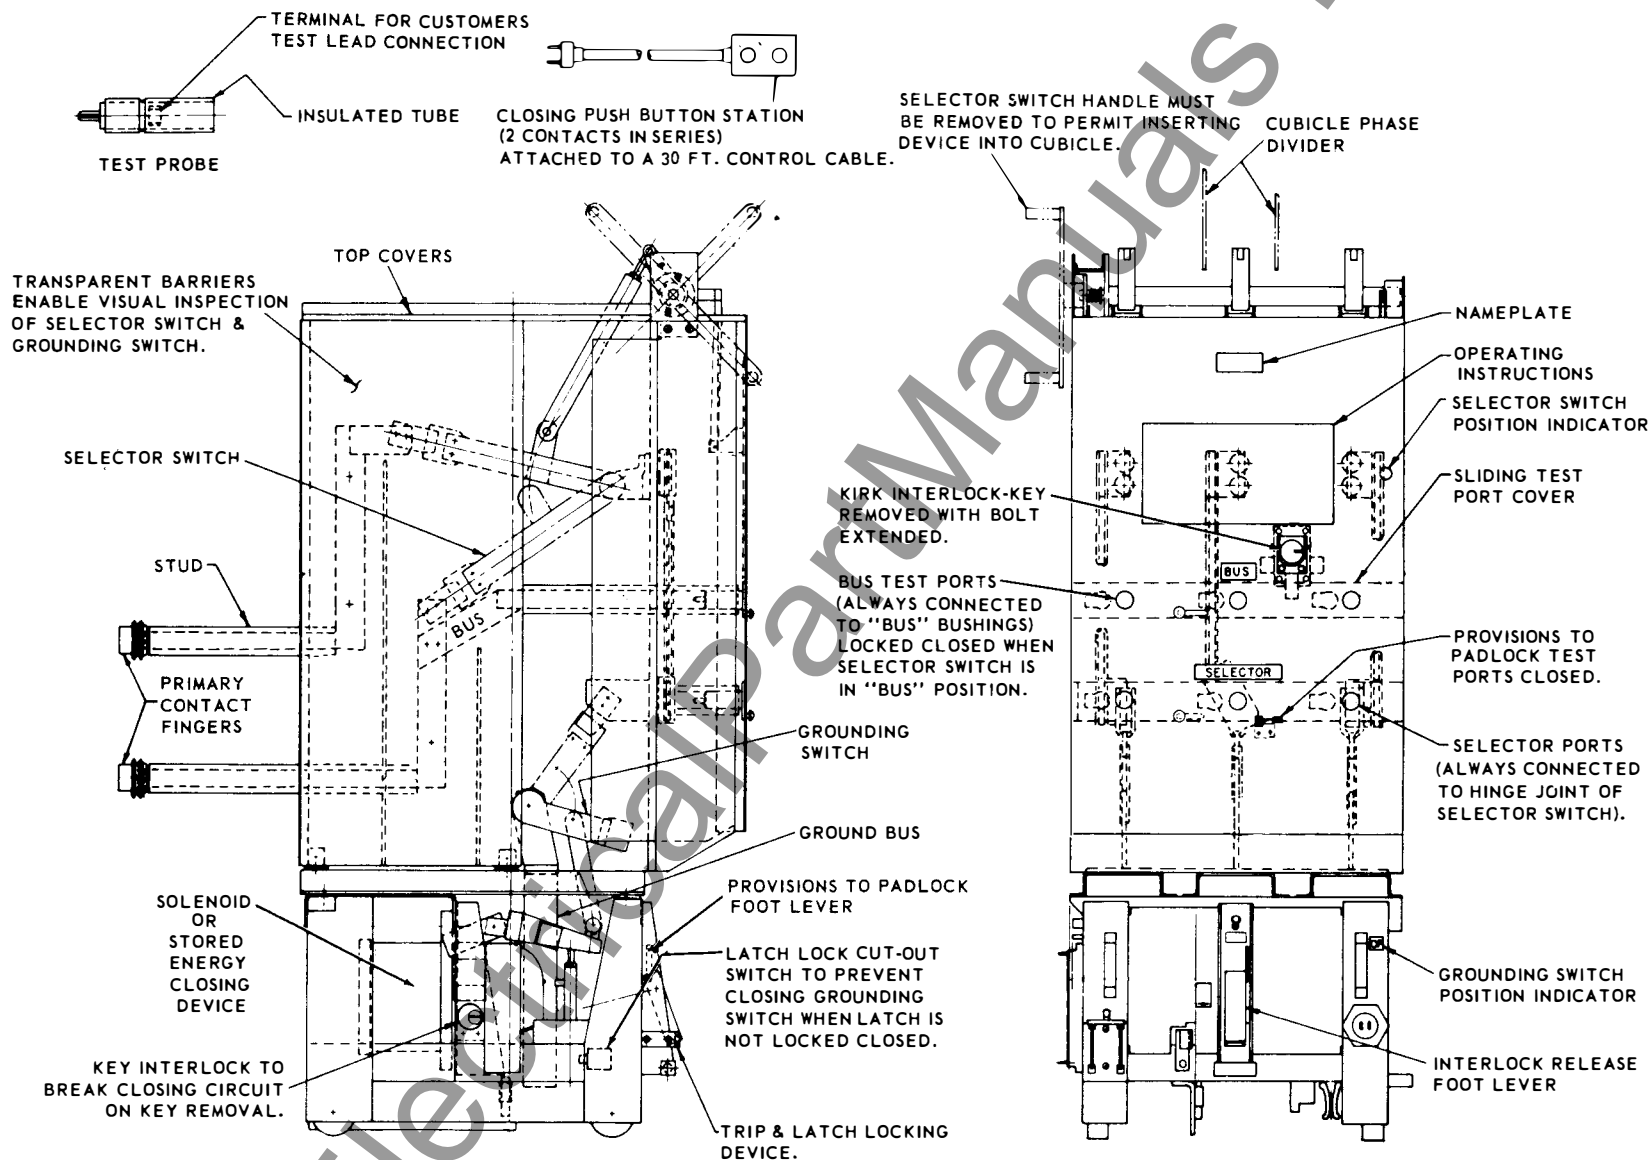 TERMINAL FOR CUSTOMERS
TEST LEAD CONNECTION
INSULATED TUBE
TEST PROBE
CLOSING PUSH BUTTON STATION
(2 CONTACTS IN SERIES)
ATTACHED TO A 30 FT. CONTROL CABLE.
SELECTOR SWITCH HANDLE MUST
BE REMOVED TO PERMIT INSERTING
DEVICE INTO CUBICLE.
CUBICLE PHASE
DIVIDER
TOP COVERS
TRANSPARENT BARRIERS
ENABLE VISUAL INSPECTION
OF SELECTOR SWITCH &
GROUNDING SWITCH.
SELECTOR SWITCH
STUD
BUS
PRIMARY
CONTACT
FINGERS
GROUNDING
SWITCH
GROUND BUS
SOLENOID
OR
STORED
ENERGY
CLOSING
DEVICE
PROVISIONS TO PADLOCK
FOOT LEVER
LATCH LOCK CUT-OUT
SWITCH TO PREVENT
CLOSING GROUNDING
SWITCH WHEN LATCH IS
NOT LOCKED CLOSED.
KEY INTERLOCK TO
BREAK CLOSING CIRCUIT
ON KEY REMOVAL.
TRIP & LATCH LOCKING
DEVICE.
NAMEPLATE
OPERATING
INSTRUCTIONS
SELECTOR SWITCH
POSITION INDICATOR
KIRK INTERLOCK-KEY
REMOVED WITH BOLT
EXTENDED.
SLIDING TEST
PORT COVER
BUS
BUS TEST PORTS
(ALWAYS CONNECTED
TO "BUS" BUSHINGS)
LOCKED CLOSED WHEN
SELECTOR SWITCH IS
IN "BUS" POSITION.
SELECTOR
PROVISIONS TO
PADLOCK TEST
PORTS CLOSED.
SELECTOR PORTS
(ALWAYS CONNECTED
TO HINGE JOINT OF
SELECTOR SWITCH).
GROUNDING SWITCH
POSITION INDICATOR
INTERLOCK RELEASE
FOOT LEVER
ElectricalPartManuals